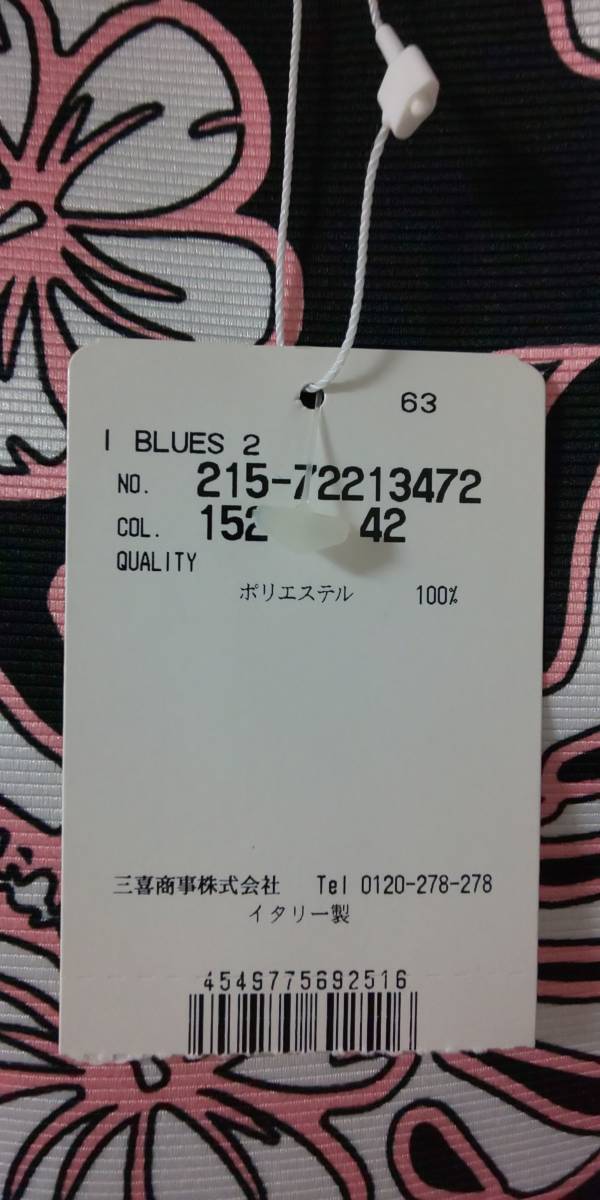 63
I BLUES 2
NO. 215-72213472
COL. 152 42
QUALITY
ポリエステル 100%
三喜商事株式会社 Tel 0120-278-278
イタリー製
4549775692516